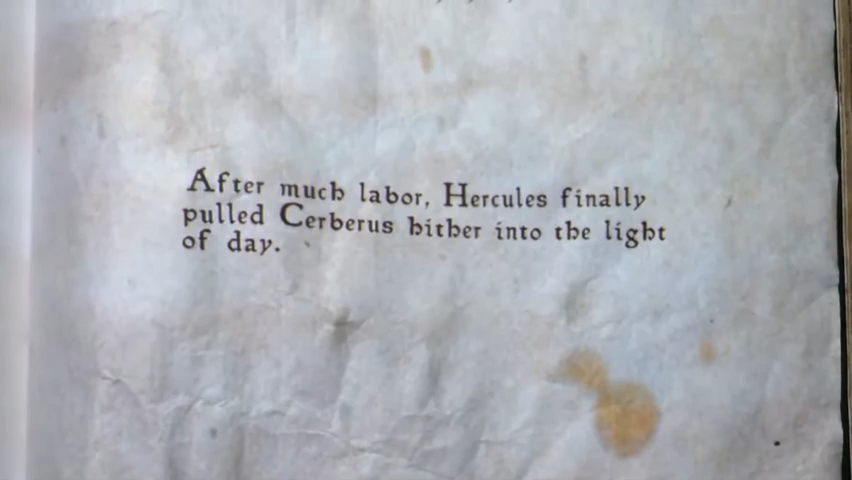 After much labor, Hercules finally
pulled Cerberus hither into the light
of day.